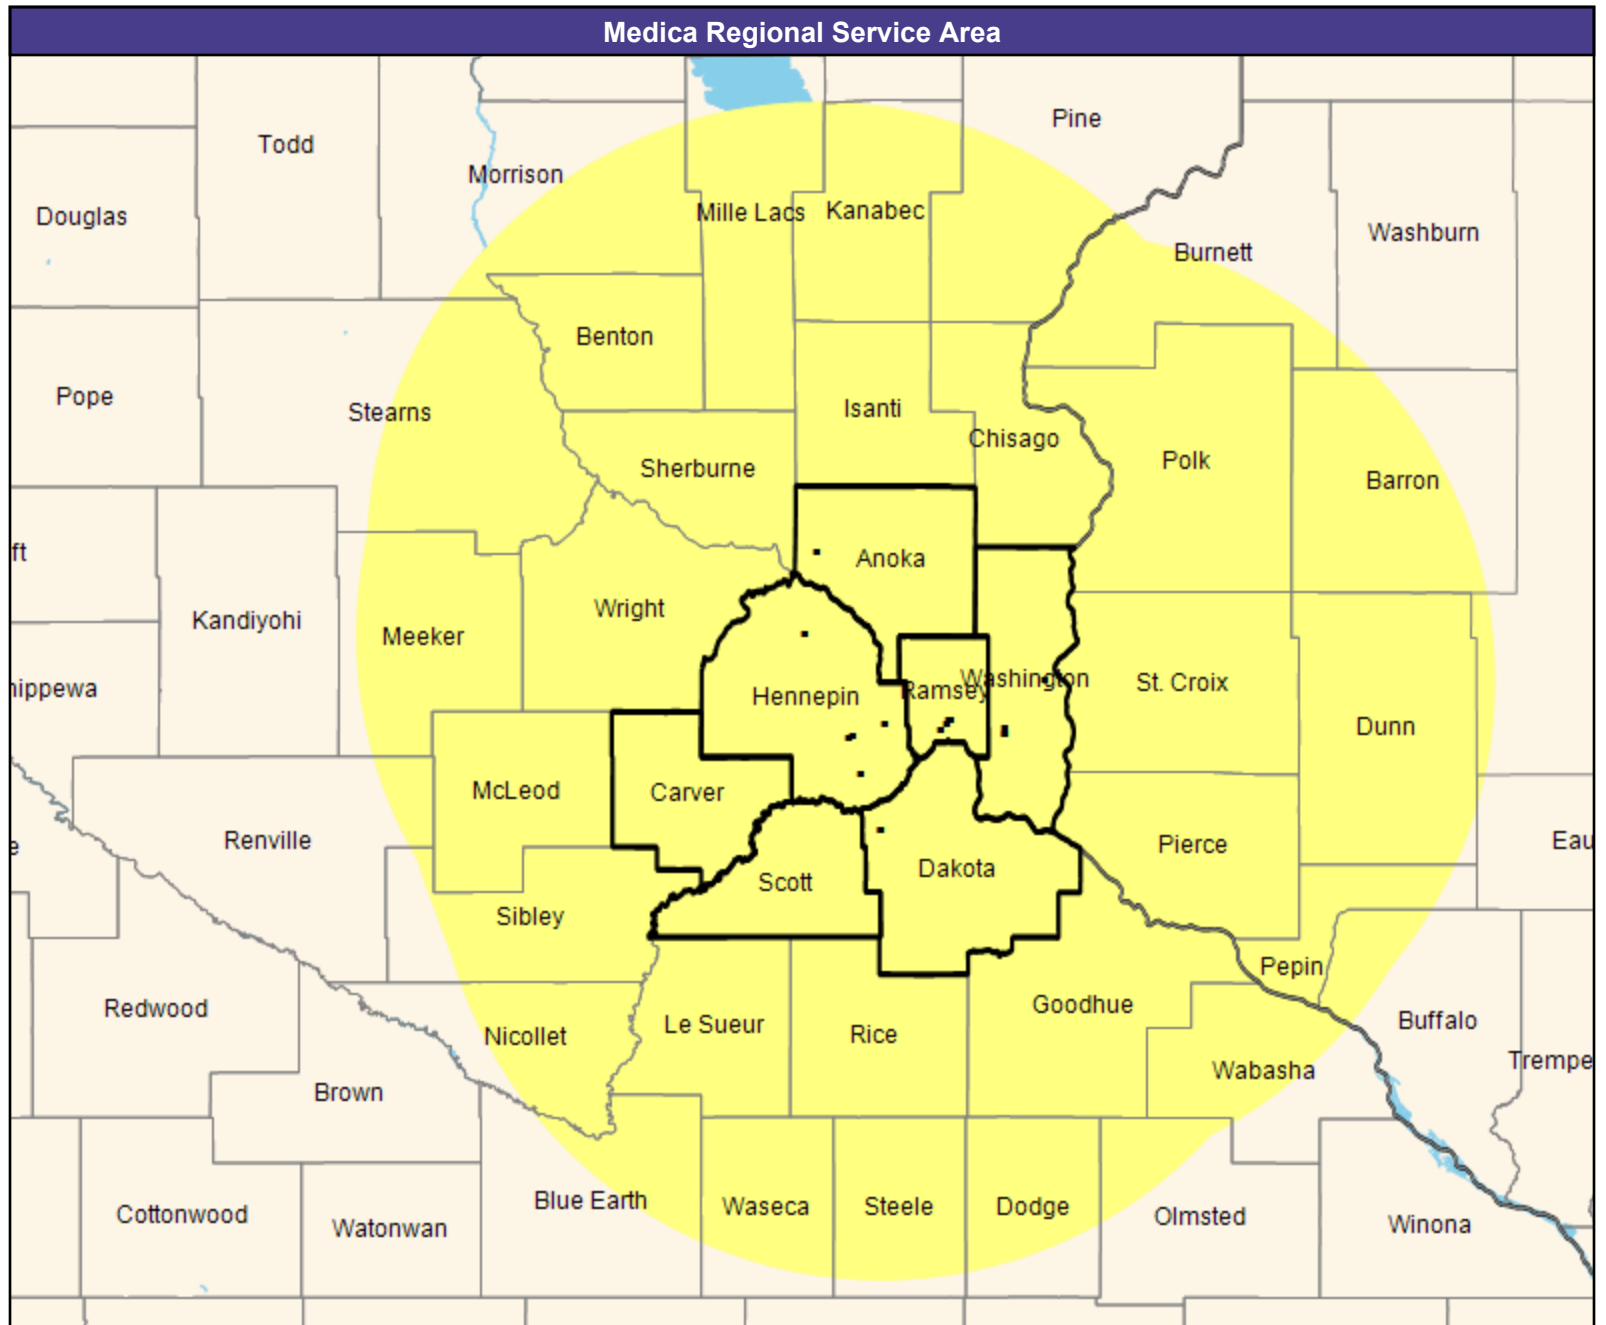 Medica Regional Service Area
Pine
Todd
Morrison
Douglas
Mille Lacs
Kanabec
Washburn
Burnett
Benton
Pope
Stearns
Isanti
Chisago
Polk
Sherburne
Barron
ft
Anoka
Wright
Kandiyohi
Meeker
Washington
St. Croix
ippewa
Hennepin
Ramsey
Dunn
McLeod
Carver
Renville
e
Eau
Pierce
Dakota
Scott
Sibley
Pepin
Redwood
Goodhue
Buffalo
Le Sueur
Rice
Nicollet
Trempe
Wabasha
Brown
Blue Earth
Waseca
Steele
Dodge
Cottonwood
Olmsted
Watonwan
Winona